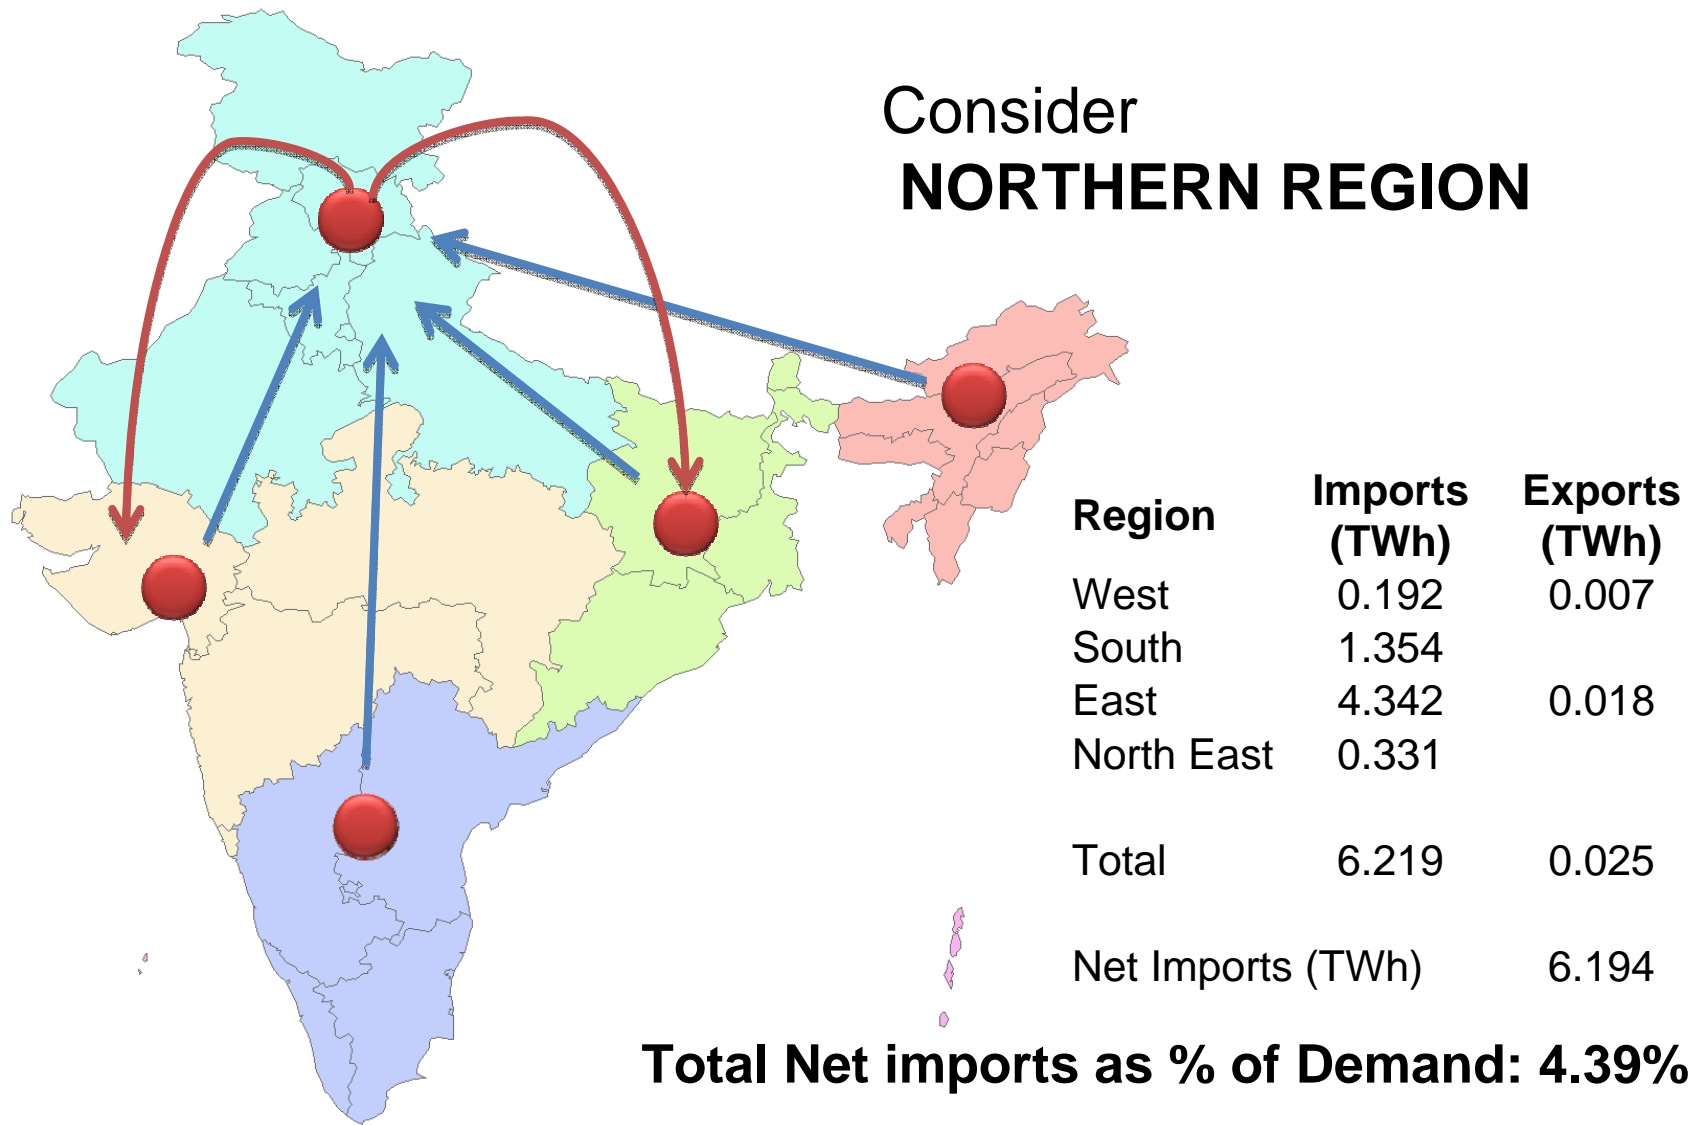 Consider
NORTHERN REGION
Region Imports (TWh) Exports (TWh)
West 0.192 0.007
South 1.354
East 4.342 0.018
North East 0.331
Total 6.219 0.025
Net Imports (TWh) 6.194
Total Net imports as % of Demand: 4.39%